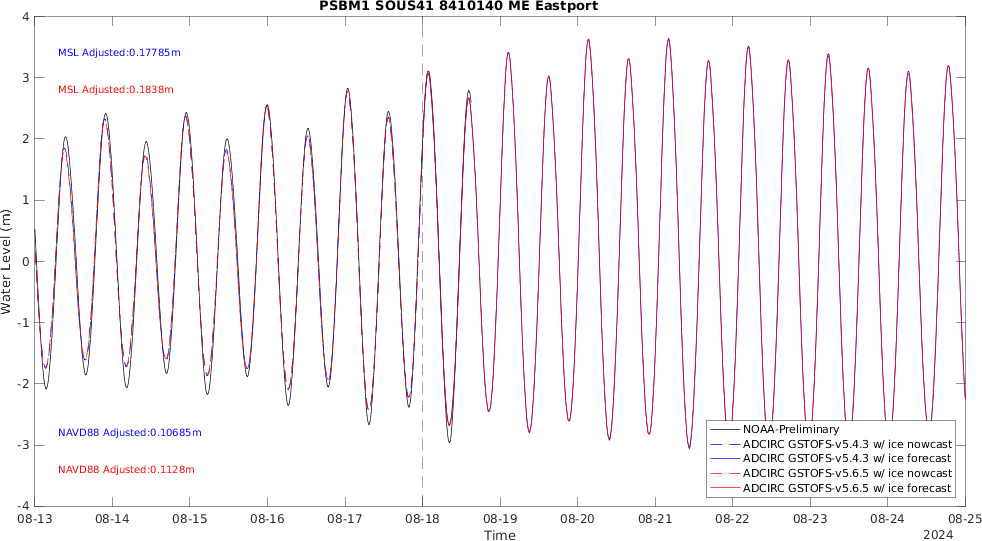 PSBM1 SOUS41 8410140 ME Eastport
4
3
2
1
0
-1
-2
-3
-4
Water Level (m)
MSL Adjusted:0.17785m
MSL Adjusted:0.1838m
NAVD88 Adjusted:0.10685m
NAVD88 Adjusted:0.1128m
NOAA-Preliminary
ADCIRC GSTOFS-v5.4.3 w/ ice nowcast
ADCIRC GSTOFS-v5.4.3 w/ ice forecast
ADCIRC GSTOFS-v5.6.5 w/ ice nowcast
ADCIRC GSTOFS-v5.6.5 w/ ice forecast
08-13 08-14 08-15 08-16 08-17 08-18 08-19 08-20 08-21 08-22 08-23 08-24 08-25
Time
2024